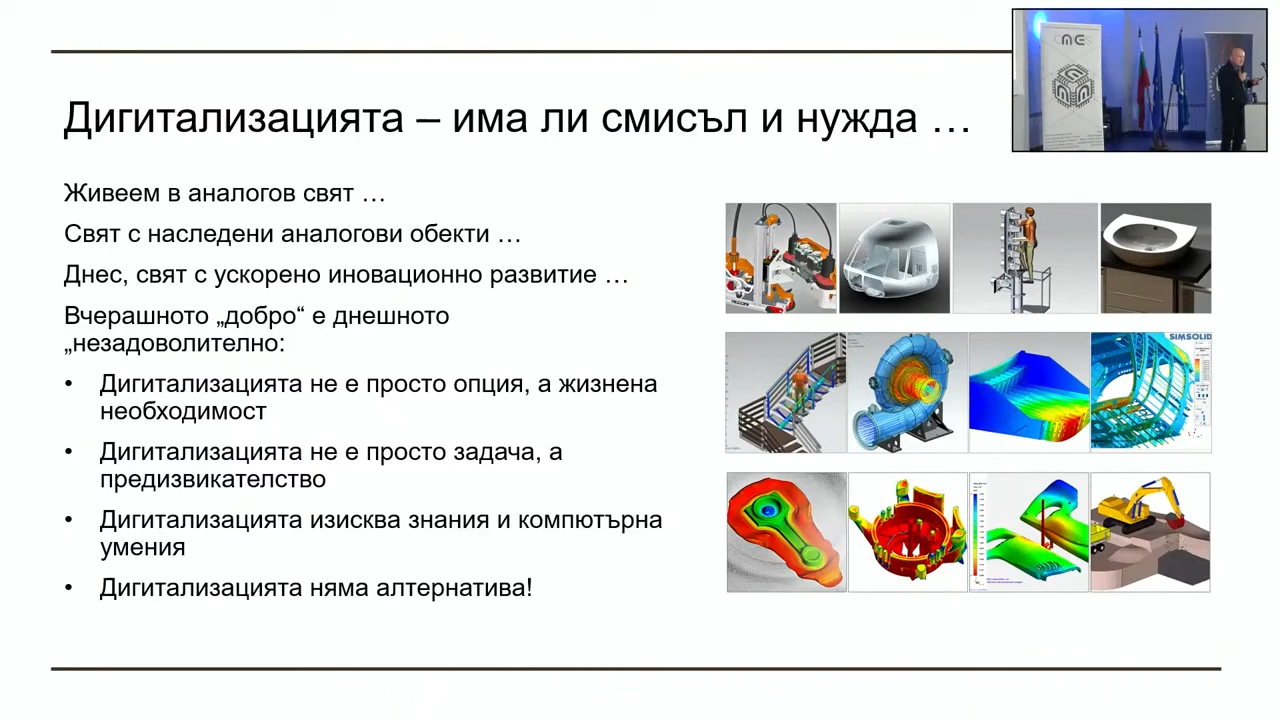 Дигитализацията – има ли смисъл и нужда …
Живеем в аналогов свят …
Свят с наследени аналогови обекти …
Днес, свят с ускорено иновационно развитие …
Вчерашното „добро“ е днешното
„незадоволително:
• Дигитализацията не е просто опция, а жизнена
необходимост
• Дигитализацията не е просто задача, а
предизвикателство
• Дигитализацията изисква знания и компютърна
умения
• Дигитализацията няма алтернатива!
SIMSOLID